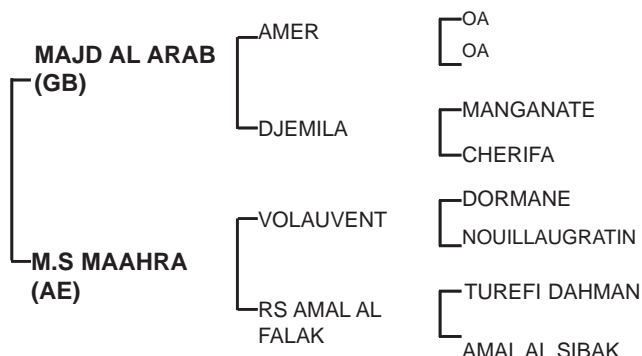 MAJD AL ARAB
(GB)
M.S MAAHRA
(AE)
AMER
DJEMILA
VOLAUVENT
RS AMAL AL
FALAK
OA
OA
MANGANATE
CHERIFA
DORMANE
NOUILLAUGRATIN
TUREFI DAHMAN
AMAL AL SIBAK